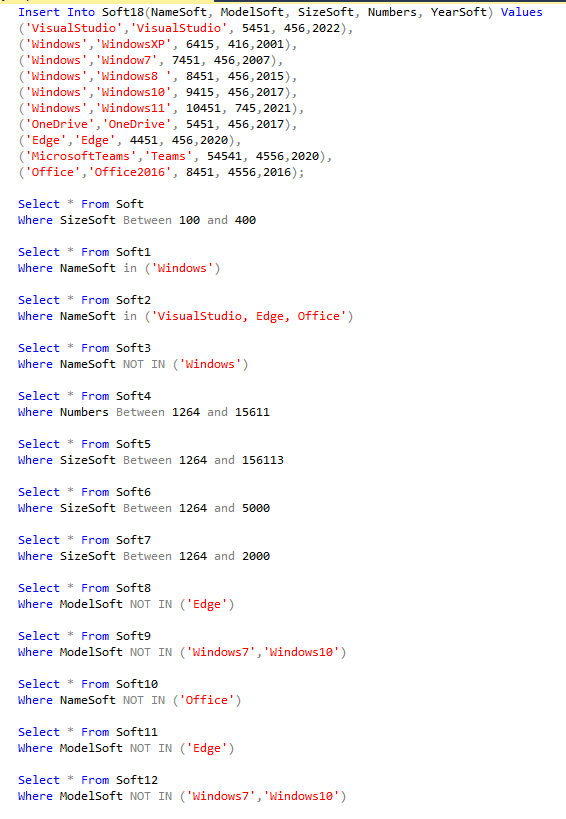 Insert Into Soft18(NameSoft, ModelSoft, SizeSoft, Numbers, YearSoft) Values
('VisualStudio','VisualStudio', 5451, 456,2022),
('Windows','WindowsXP', 6415, 416,2001),
('Windows','Window7', 7451, 456,2007),
('Windows','Windows8 ', 8451, 456,2015),
('Windows','Windows10', 9415, 456,2017),
('Windows','Windows11', 10451, 745,2021),
('OneDrive','OneDrive', 5451, 456,2017),
('Edge','Edge', 4451, 456,2020),
('MicrosoftTeams','Teams', 54541, 4556,2020),
('Office','Office2016', 8451, 4556,2016);
Select * From Soft
Where SizeSoft Between 100 and 400
Select * From Soft1
Where NameSoft in ('Windows')
Select * From Soft2
Where NameSoft in ('VisualStudio, Edge, Office')
Select * From Soft3
Where NameSoft NOT IN ('Windows')
Select * From Soft4
Where Numbers Between 1264 and 15611
Select * From Soft5
Where SizeSoft Between 1264 and 156113
Select * From Soft6
Where SizeSoft Between 1264 and 5000
Select * From Soft7
Where SizeSoft Between 1264 and 2000
Select * From Soft8
Where ModelSoft NOT IN ('Edge')
Select * From Soft9
Where ModelSoft NOT IN ('Windows7','Windows10')
Select * From Soft10
Where NameSoft NOT IN ('Office')
Select * From Soft11
Where ModelSoft NOT IN ('Edge')
Select * From Soft12
Where ModelSoft NOT IN ('Windows7','Windows10')